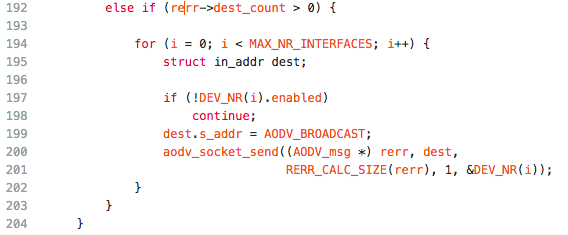 192 else if (rerr->dest_count > 0) {
193
194 for (i = 0; i < MAX_NR_INTERFACES; i++) {
195 struct in_addr dest;
196
197 if (!DEV_NR(i).enabled)
198 continue;
199 dest.s_addr = AODV_BROADCAST;
200 aodv_socket_send((AODV_msg *) rerr, dest,
201 RERR_CALC_SIZE(rerr), 1, &DEV_NR(i));
202 }
203 }
204 }